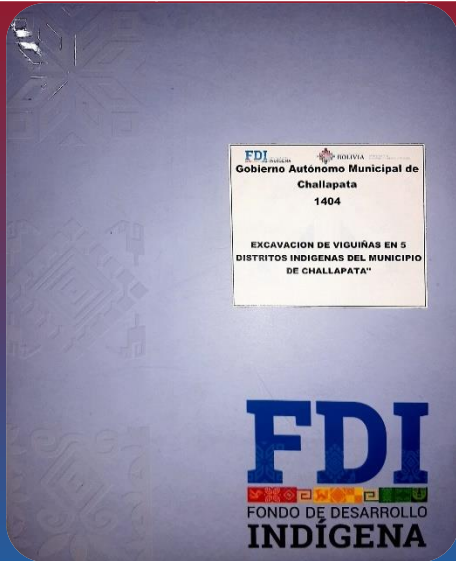 FDI
BOLIVIA
Gobierno Autónomo Municipal de
Challapata
1404
EXCAVACION DE VIGUIÑAS EN 5
DISTRITOS INDIGENAS DEL MUNICIPIO
DE CHALLAPATA"
FDI
FONDO DE DESARROLLO
INDÍGENA